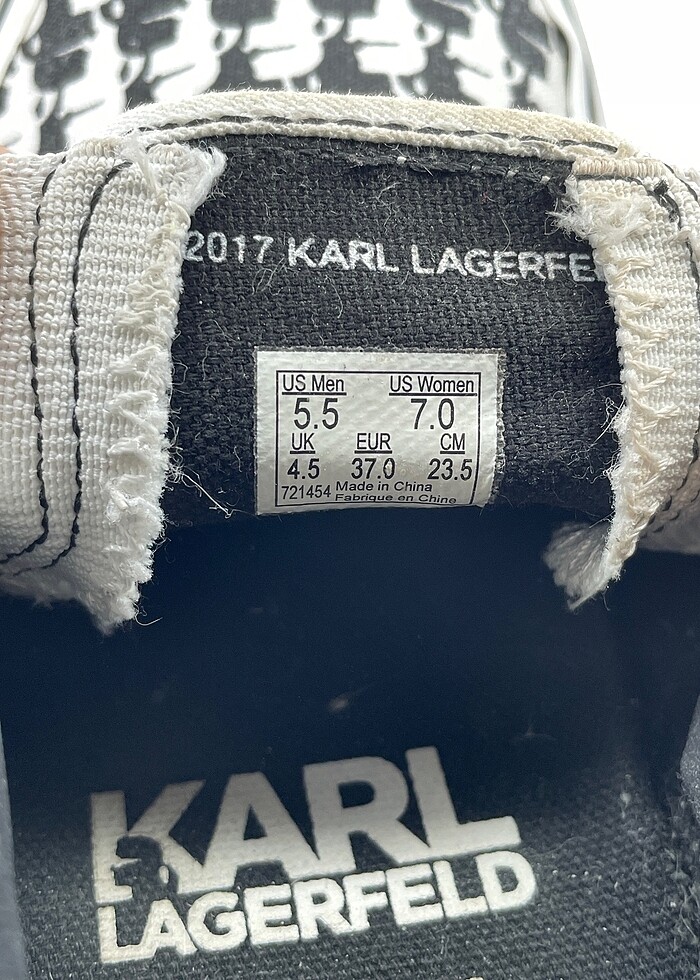 2017 KARL LAGERFE
US Men US Women
5.5 7.0
UK EUR CM
4.5 37.0 23.5
721454 Made in China
Fabrique en Chine
KARL
LAGERFELD